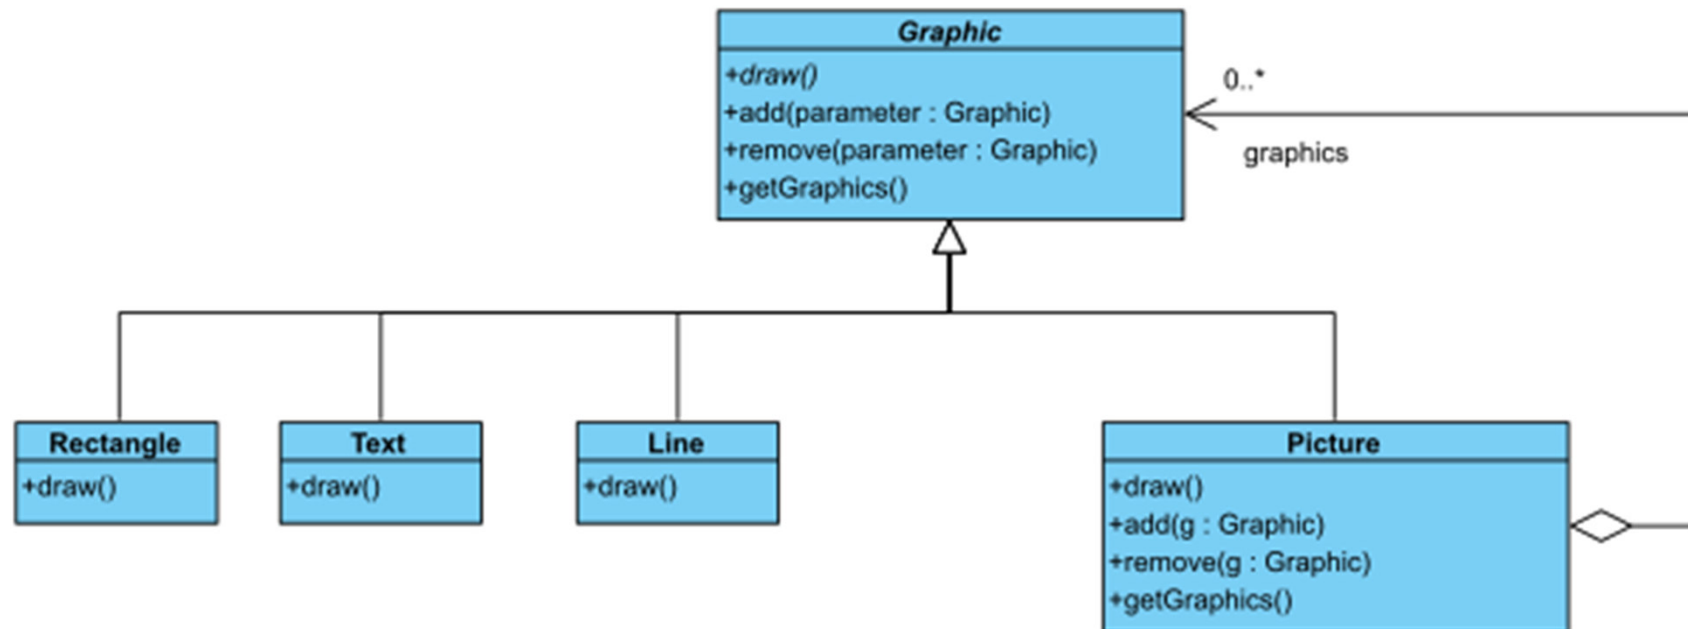 Graphic
+draw()
+add(parameter : Graphic)
+remove(parameter : Graphic)
+getGraphics()
0..*
graphics
Rectangle
+draw()
Text
+draw()
Line
+draw()
Picture
+draw()
+add(g : Graphic)
+remove(g : Graphic)
+getGraphics()